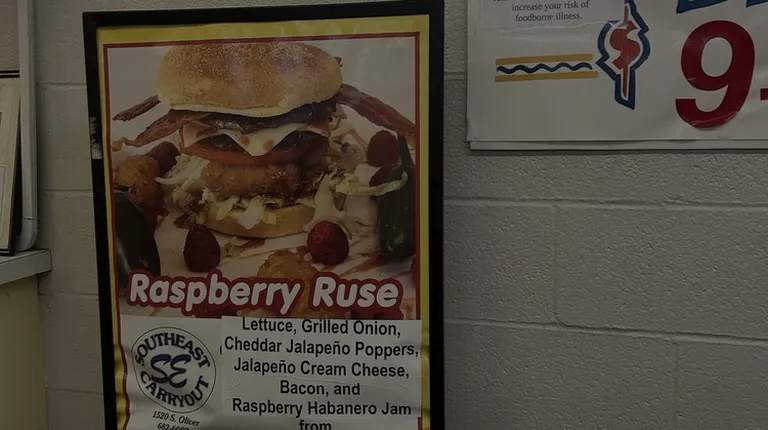 increase your risk of
foodborne illness.
$
9
Raspberry Ruse
SOUTHEAST
SE
CARRYOUT
1520 S. Oliver
Lettuce, Grilled Onion,
Cheddar Jalapeño Poppers,
Jalapeño Cream Cheese,
Bacon, and
Raspberry Habanero Jam
from